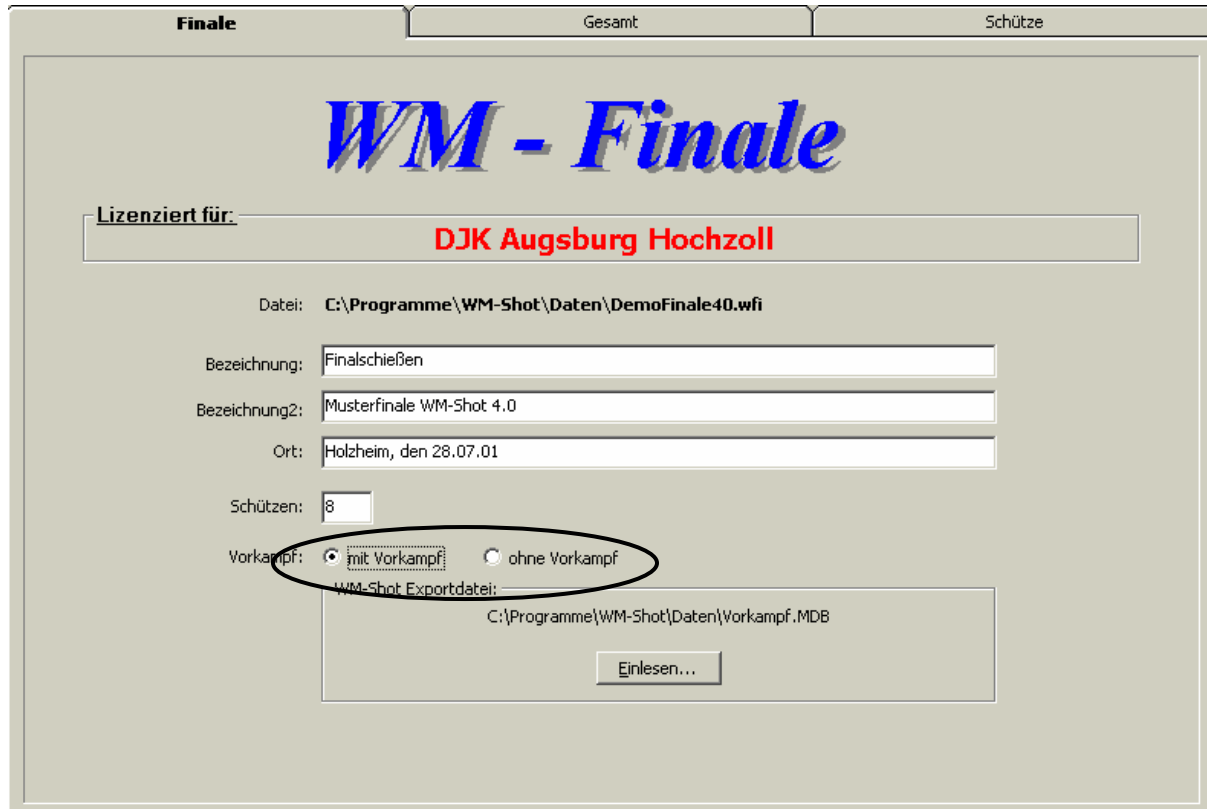 Finale Gesamt Schütze
WM - Finale
Lizenziert für:
DJK Augsburg Hochzoll
Datei: C:\Programme\WM-Shot\Daten\DemoFinale40.wfi
Bezeichnung: Finalschießen
Bezeichnung2: Musterfinale WM-Shot 4.0
Ort: Holzheim, den 28.07.01
Schützen: 8
Vorkampf: mit Vorkampf ohne Vorkampf
WM-Shot Exportdatei:
C:\Programme\WM-Shot\Daten\Vorkampf.MDB
Einlesen...